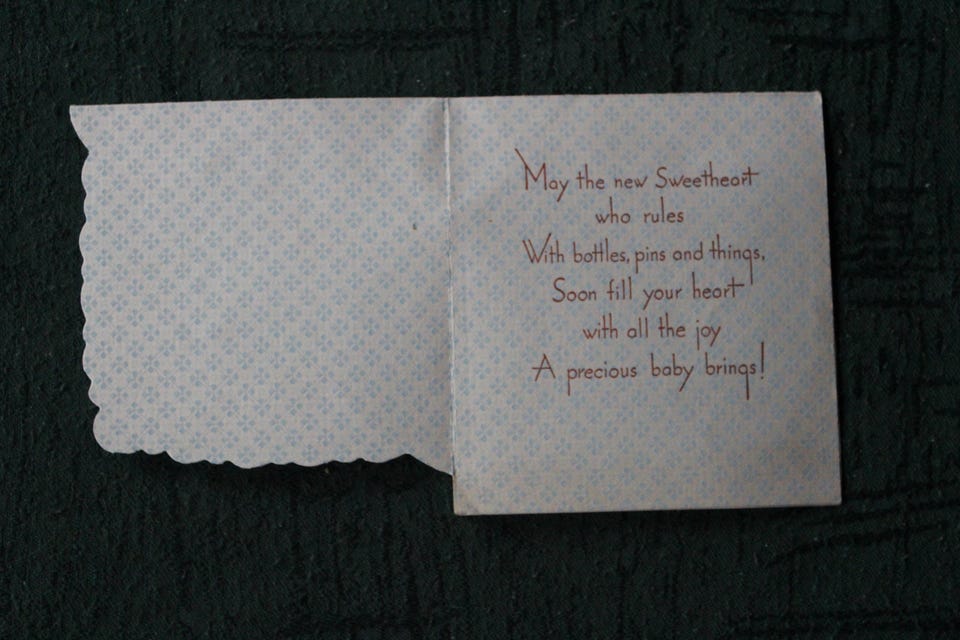 May the new Sweetheart
who rules
With bottles, pins and things,
Soon fill your heart
with all the joy
A precious baby brings!